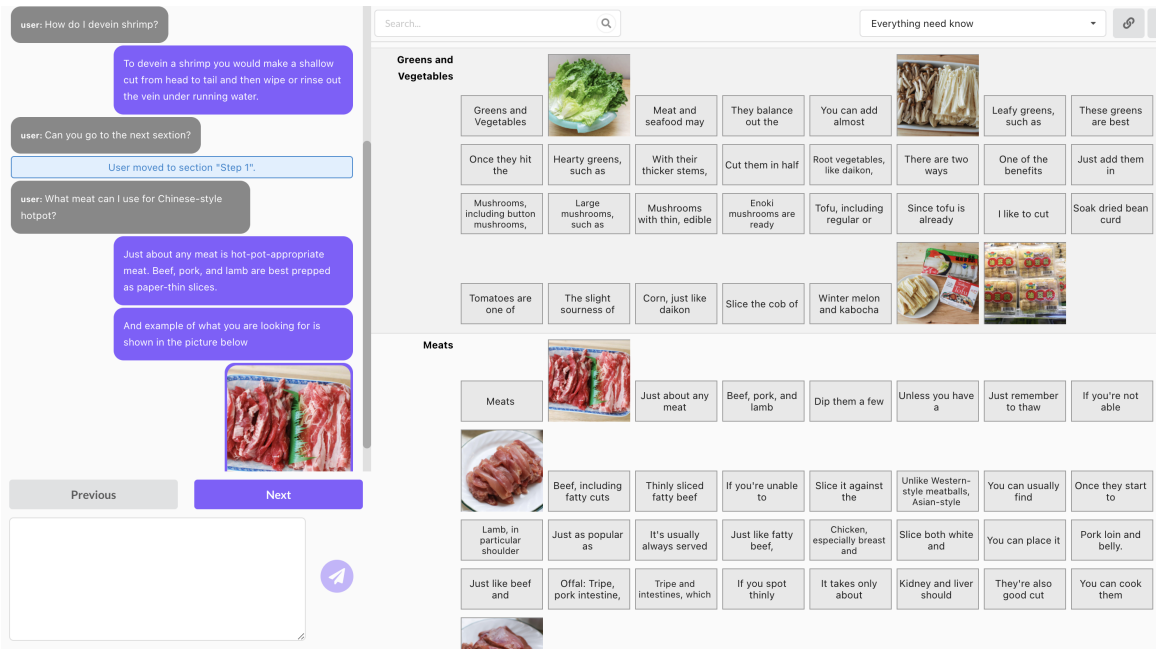 user: How do I devein shrimp?
To devein a shrimp you would make a shallow
cut from head to tail and then wipe or rinse out
the vein under running water.
user: Can you go to the next sextion?
User moved to section "Step 1".
user: What meat can I use for Chinese-style
hotpot?
Just about any meat is hot-pot-appropriate
meat. Beef, pork, and lamb are best prepped
as paper-thin slices.
And example of what you are looking for is
shown in the picture below
Previous
Next
Search...
Everything need know
Greens and
Vegetables
Greens and
Vegetables
Meat and
seafood may
They balance
out the
You can add
almost
Leafy greens,
such as
These greens
are best
Once they hit
the
Hearty greens,
such as
With their
thicker stems,
Cut them in half
Root vegetables,
like daikon,
There are two
ways
One of the
benefits
Just add them
in
Mushrooms,
including button
mushrooms,
Large
mushrooms,
such as
Mushrooms
with thin, edible
Enoki
mushrooms are
ready
Tofu, including
regular or
Since tofu is
already
I like to cut
Soak dried bean
curd
Tomatoes are
one of
The slight
sourness of
Corn, just like
daikon
Slice the cob of
Winter melon
and kabocha
Meats
Meats
Just about any
meat
Beef, pork, and
lamb
Dip them a few
Unless you have
a
Just remember
to thaw
If you're not
able
Beef, including
fatty cuts
Thinly sliced
fatty beef
If you're unable
to
Slice it against
the
Unlike Western-
style meatballs,
Asian-style
You can usually
find
Once they start
to
Lamb, in
particular
shoulder
Just as popular
as
It's usually
always served
Just like fatty
beef,
Chicken,
especially breast
and
Slice both white
and
You can place it
Pork loin and
belly.
Just like beef
and
Offal: Tripe,
pork intestine,
Tripe and
intestines, which
If you spot
thinly
It takes only
about
Kidney and liver
should
They're also
good cut
You can cook
them